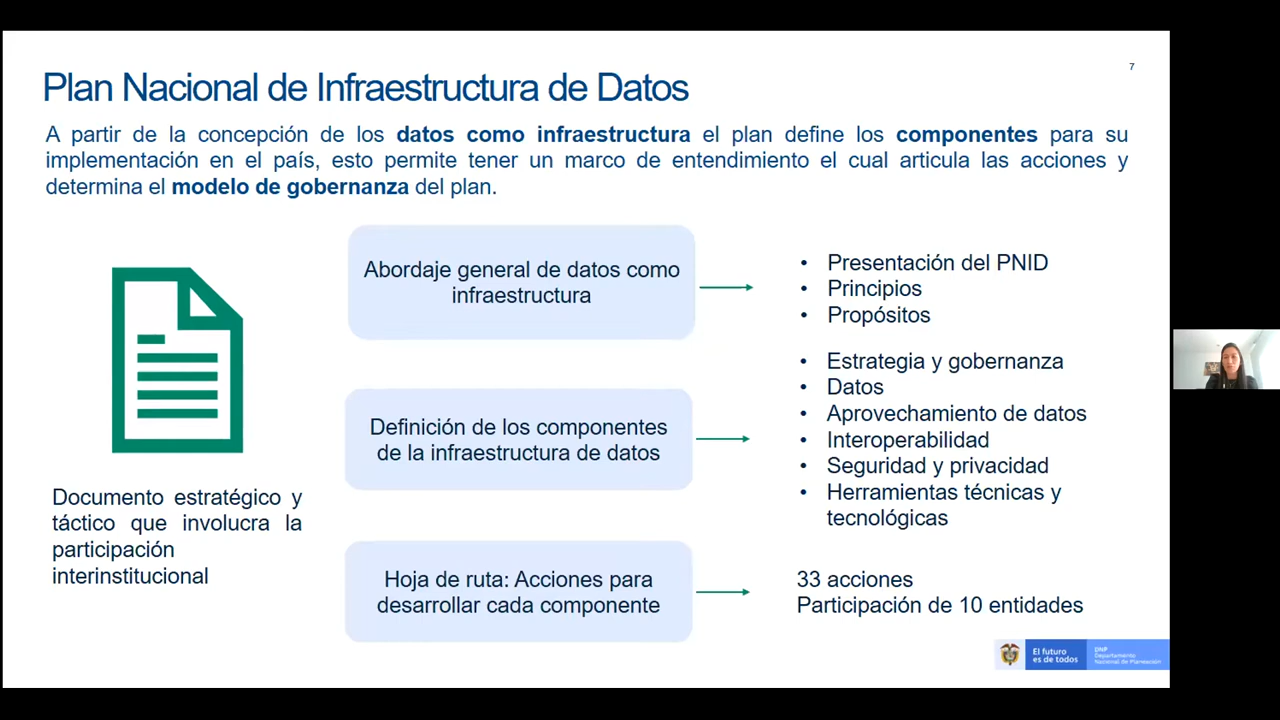 7
Plan Nacional de Infraestructura de Datos
A partir de la concepción de los datos como infraestructura el plan define los componentes para su
implementación en el país, esto permite tener un marco de entendimiento el cual articula las acciones y
determina el modelo de gobernanza del plan.
Documento estratégico y
táctico que involucra la
participación
interinstitucional
Abordaje general de datos como
infraestructura
• Presentación del PNID
• Principios
• Propósitos
Definición de los componentes
de la infraestructura de datos
• Estrategia y gobernanza
• Datos
• Aprovechamiento de datos
• Interoperabilidad
• Seguridad y privacidad
• Herramientas técnicas y
tecnológicas
Hoja de ruta: Acciones para
desarrollar cada componente
33 acciones
Participación de 10 entidades
El futuro
es de todos
DNP
Departamento
Nacional de Planeación